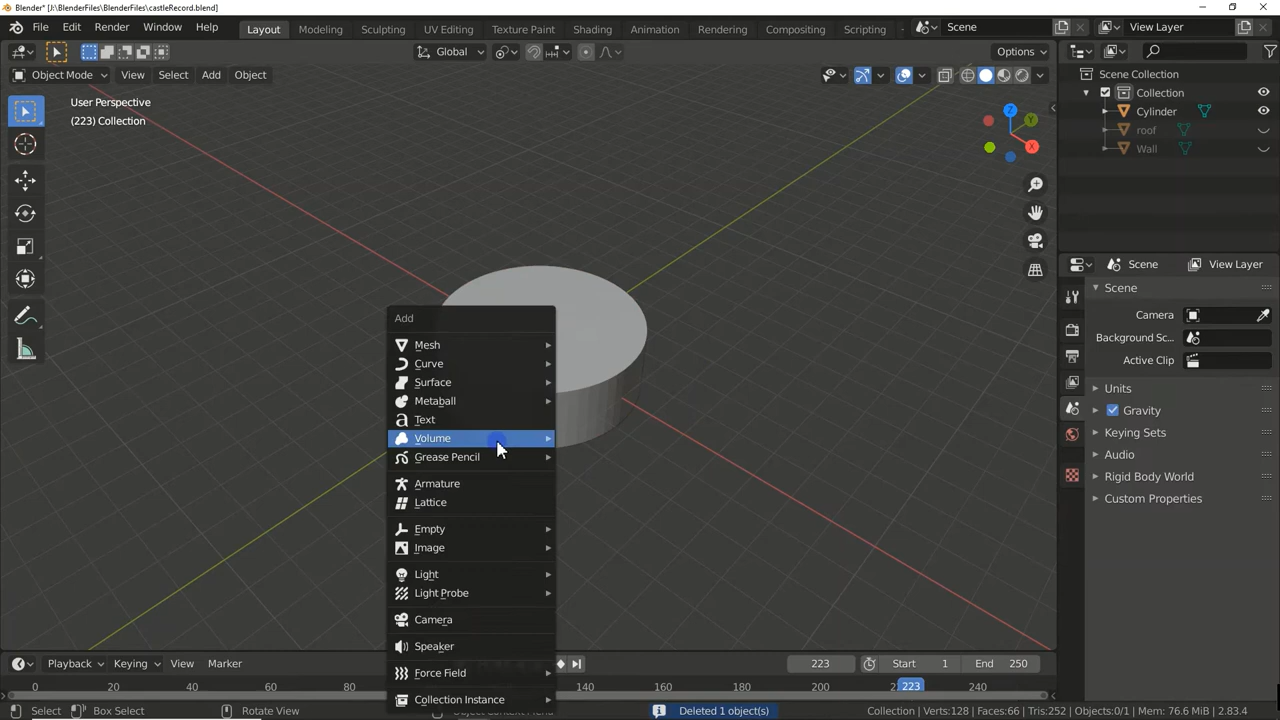 Blender* [J:\BlenderFiles\castleRecord.blend]
File Edit Render Window Help Layout Modeling Sculpting UV Editing Texture Paint Shading Animation Rendering Compositing Scripting Scene View Layer
Global Options
Object Mode View Select Add Object
User Perspective
(223) Collection
X
Y
Z
Scene Collection
Collection
Cylinder
roof
Wall
Scene View Layer
Scene
Camera
Background Sc...
Active Clip
Units
Gravity
Keying Sets
Audio
Rigid Body World
Custom Properties
Add
Mesh
Curve
Surface
Metaball
Text
Volume
Grease Pencil
Armature
Lattice
Empty
Image
Light
Light Probe
Camera
Speaker
Force Field
Collection Instance
Playback Keying View Marker 223 Start 1 End 250
0 20 40 60 80 140 160 180 200 223 240
Select Box Select Rotate View Object Context Menu Deleted 1 object(s) Collection | Verts:128 | Faces:66 | Tris:252 | Objects:0/1 | Mem: 76.6 MiB | 2.83.4